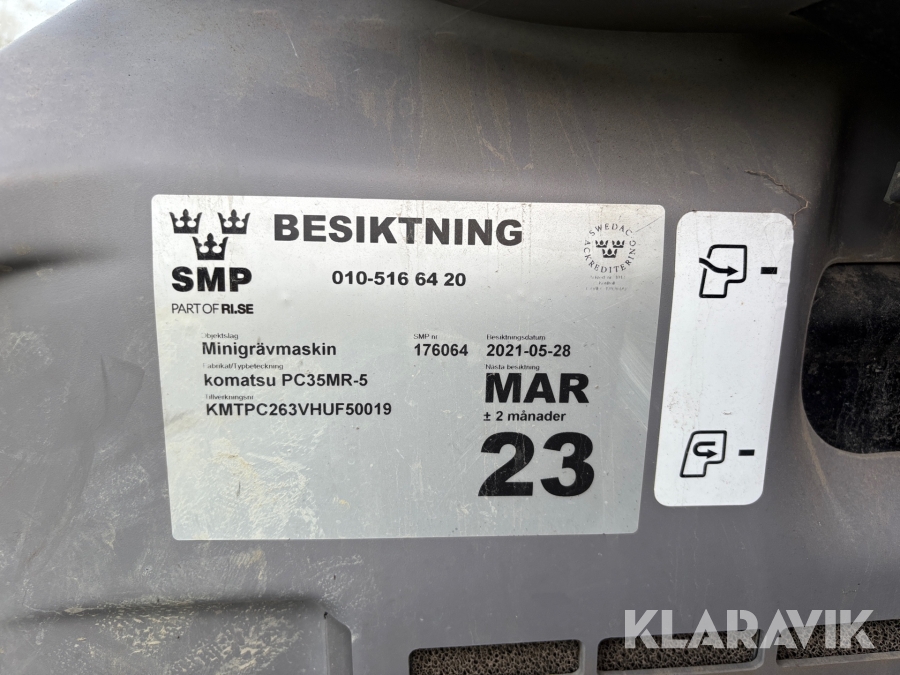 BESIKTNING
010-516 64 20
SMP
PART OF RI.SE
SWEDAC
ACKREDITERING
Objektslag
Minigrävmaskin
SMP nr
176064
Besiktningsdatum
2021-05-28
Fabrikat/Typbeteckning
komatsu PC35MR-5
Nästa besiktning
MAR
± 2 månader
23
Tillverkningsnr
KMTPC263VHUF50019
KLARAVIK